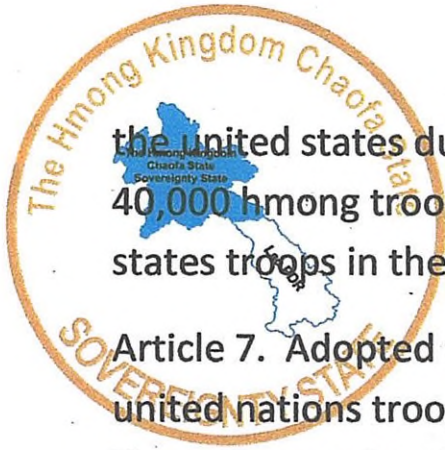 The Hmong Kingdom Chaofa State
the united states du
The Hmong Kingdom
Chaofa State
Sovereignty State
40,000 hmong troo
states troops in the
Article 7. Adopted
united nations troo
SOVEREIGNTY STATE